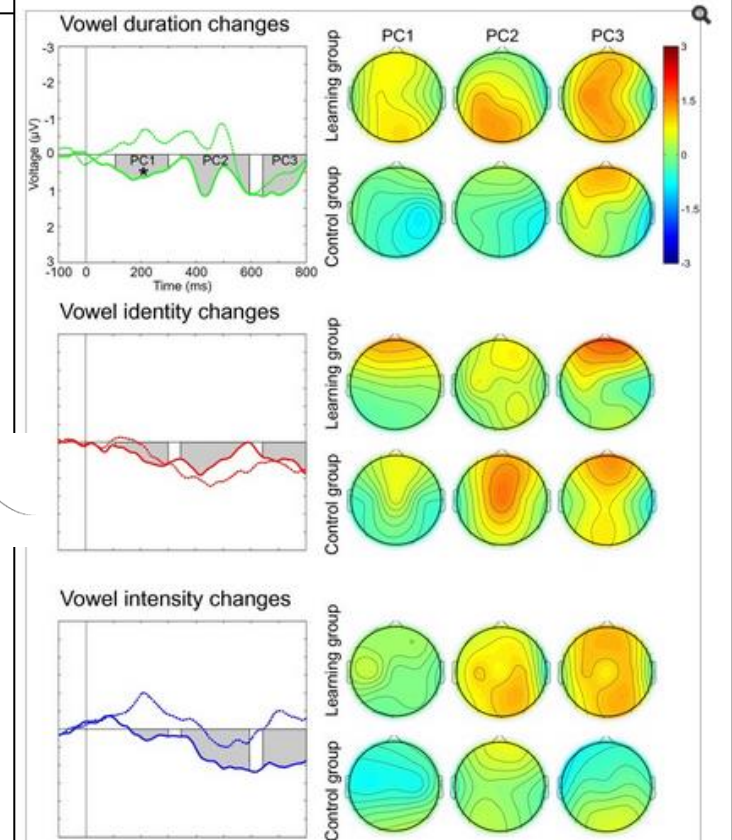 Vowel duration changes
PC1 PC2 PC3
-3
-2
-1
0
1
2
3
Voltage (µV)
PC1 PC2 PC3
★
-100 0 200 400 600 800
Time (ms)
Learning group
Control group
3
1.5
0
-1.5
-3
Vowel identity changes
Learning group
Control group
Vowel intensity changes
Learning group
Control group